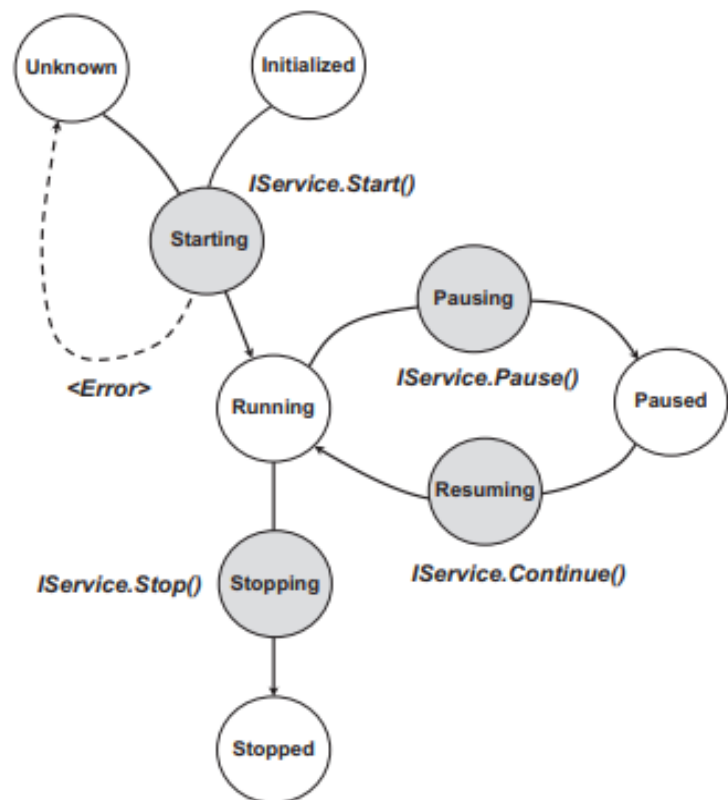 Unknown
Initialized
IService.Start()
Starting
Pausing
IService.Pause()
<Error>
Running
Paused
Resuming
IService.Stop()
Stopping
IService.Continue()
Stopped